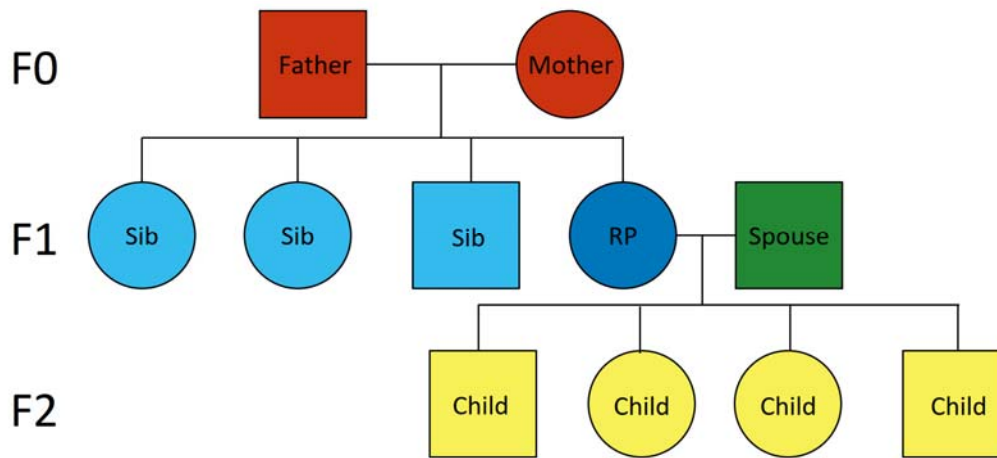 F0
Father
Mother
F1
Sib
Sib
Sib
RP
Spouse
F2
Child
Child
Child
Child